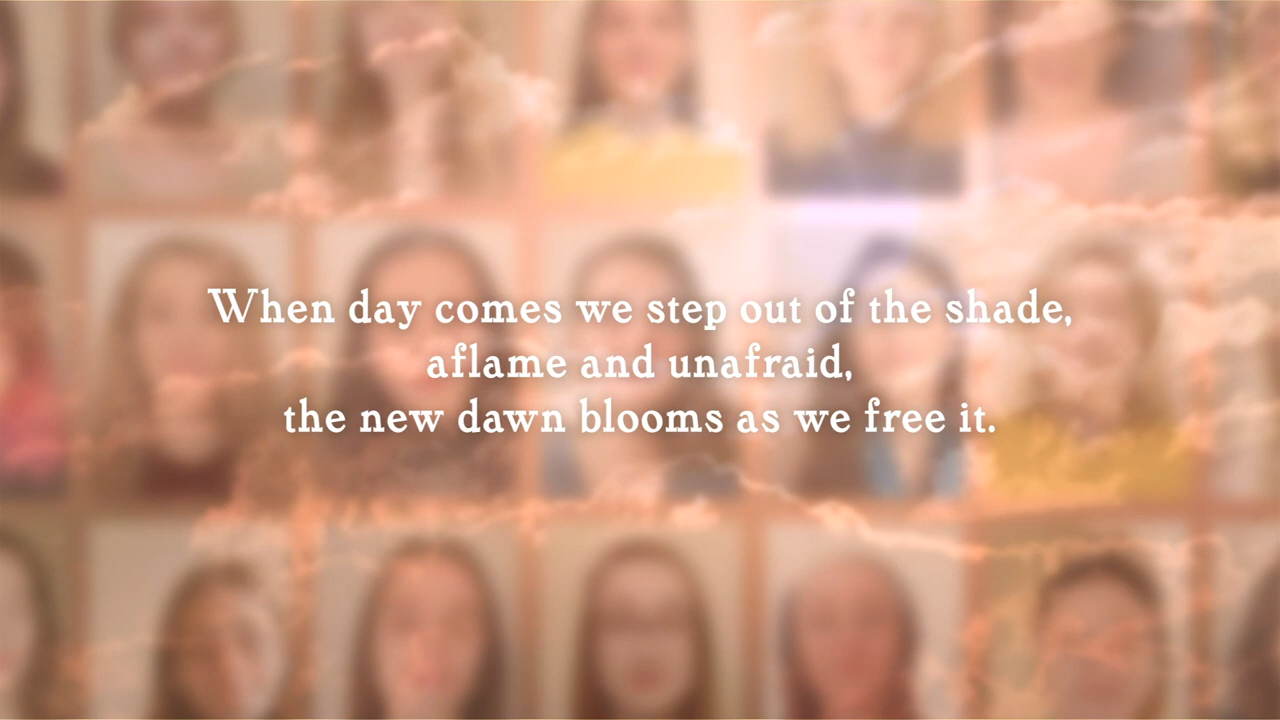 When day comes we step out of the shade,
aflame and unafraid,
the new dawn blooms as we free it.